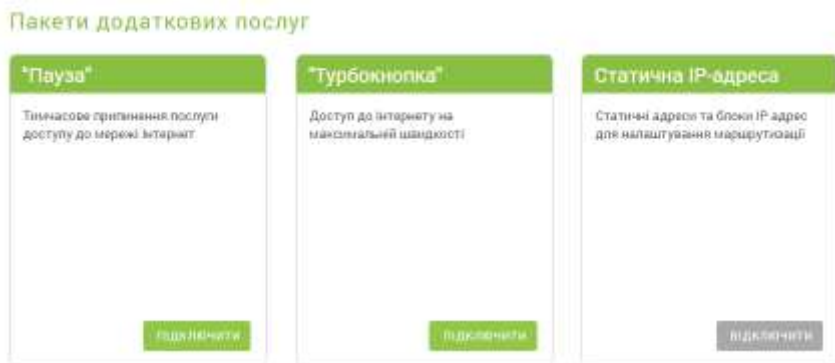 Пакети додаткових послуг
"Пауза"
Тимчасове припинення послуги
доступу до мережі Інтернет
ПІДКЛЮЧИТИ
"Турбокнопка"
Доступ до інтернету на
максимальній швидкості
ПІДКЛЮЧИТИ
Статична IP-адреса
Статичні адреси та блоки IP адрес
для налаштування маршрутизації
ВІДКЛЮЧИТИ